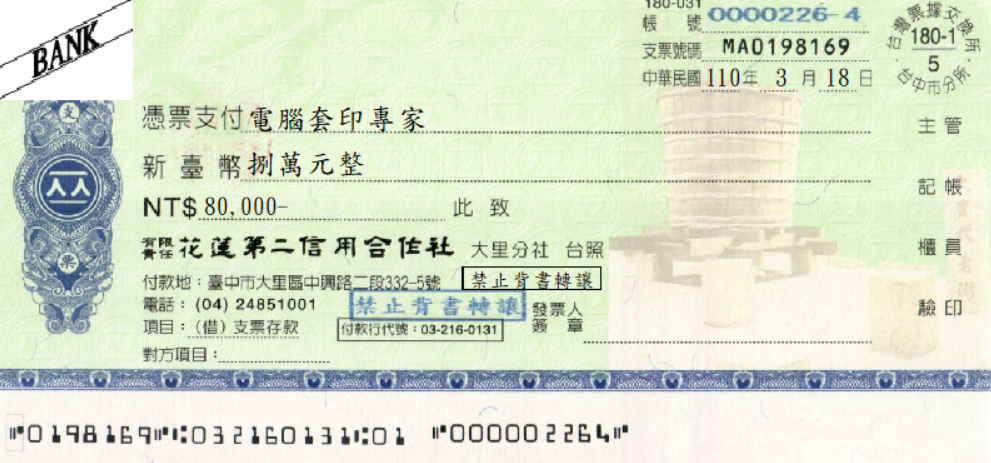 BANK
180-031
帳 號 0000226-4
支票號碼 MA0198169
中華民國 110 年 3 月 18 日
台灣票據交換所
180-1
5
台中市分所
支
票
憑票支付 電腦套印專家
新臺幣 捌萬元整
NT$ 80,000- 此 致
有限責任 花蓮第二信用合作社 大里分社 台照
付款地：臺中市大里區中興路二段332-5號 禁止背書轉讓
電話：(04) 24851001 禁止背書轉讓 發票人簽章
項目：(借) 支票存款 付款行代號：03-216-0131
對方項目：
主管
記帳
櫃員
驗印
⑈0198169⑈⑆032160131⑆01 ⑈000002264⑈